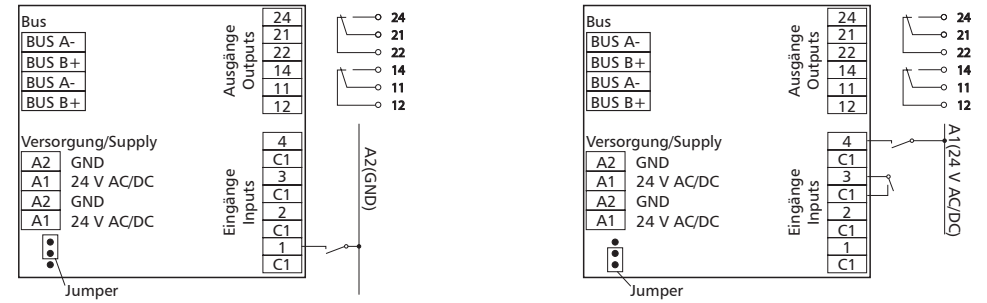 Bus
BUS A-
BUS B+
BUS A-
BUS B+
Ausgänge
Outputs
24
21
22
14
11
12
24
21
22
14
11
12
Versorgung/Supply
A2 GND
A1 24 V AC/DC
A2 GND
A1 24 V AC/DC
Eingänge
Inputs
4
C1
3
C1
2
C1
1
C1
A2(GND)
Jumper
Bus
BUS A-
BUS B+
BUS A-
BUS B+
Ausgänge
Outputs
24
21
22
14
11
12
24
21
22
14
11
12
Versorgung/Supply
A2 GND
A1 24 V AC/DC
A2 GND
A1 24 V AC/DC
Eingänge
Inputs
4
C1
3
C1
2
C1
1
C1
A1(24 V AC/DC)
Jumper